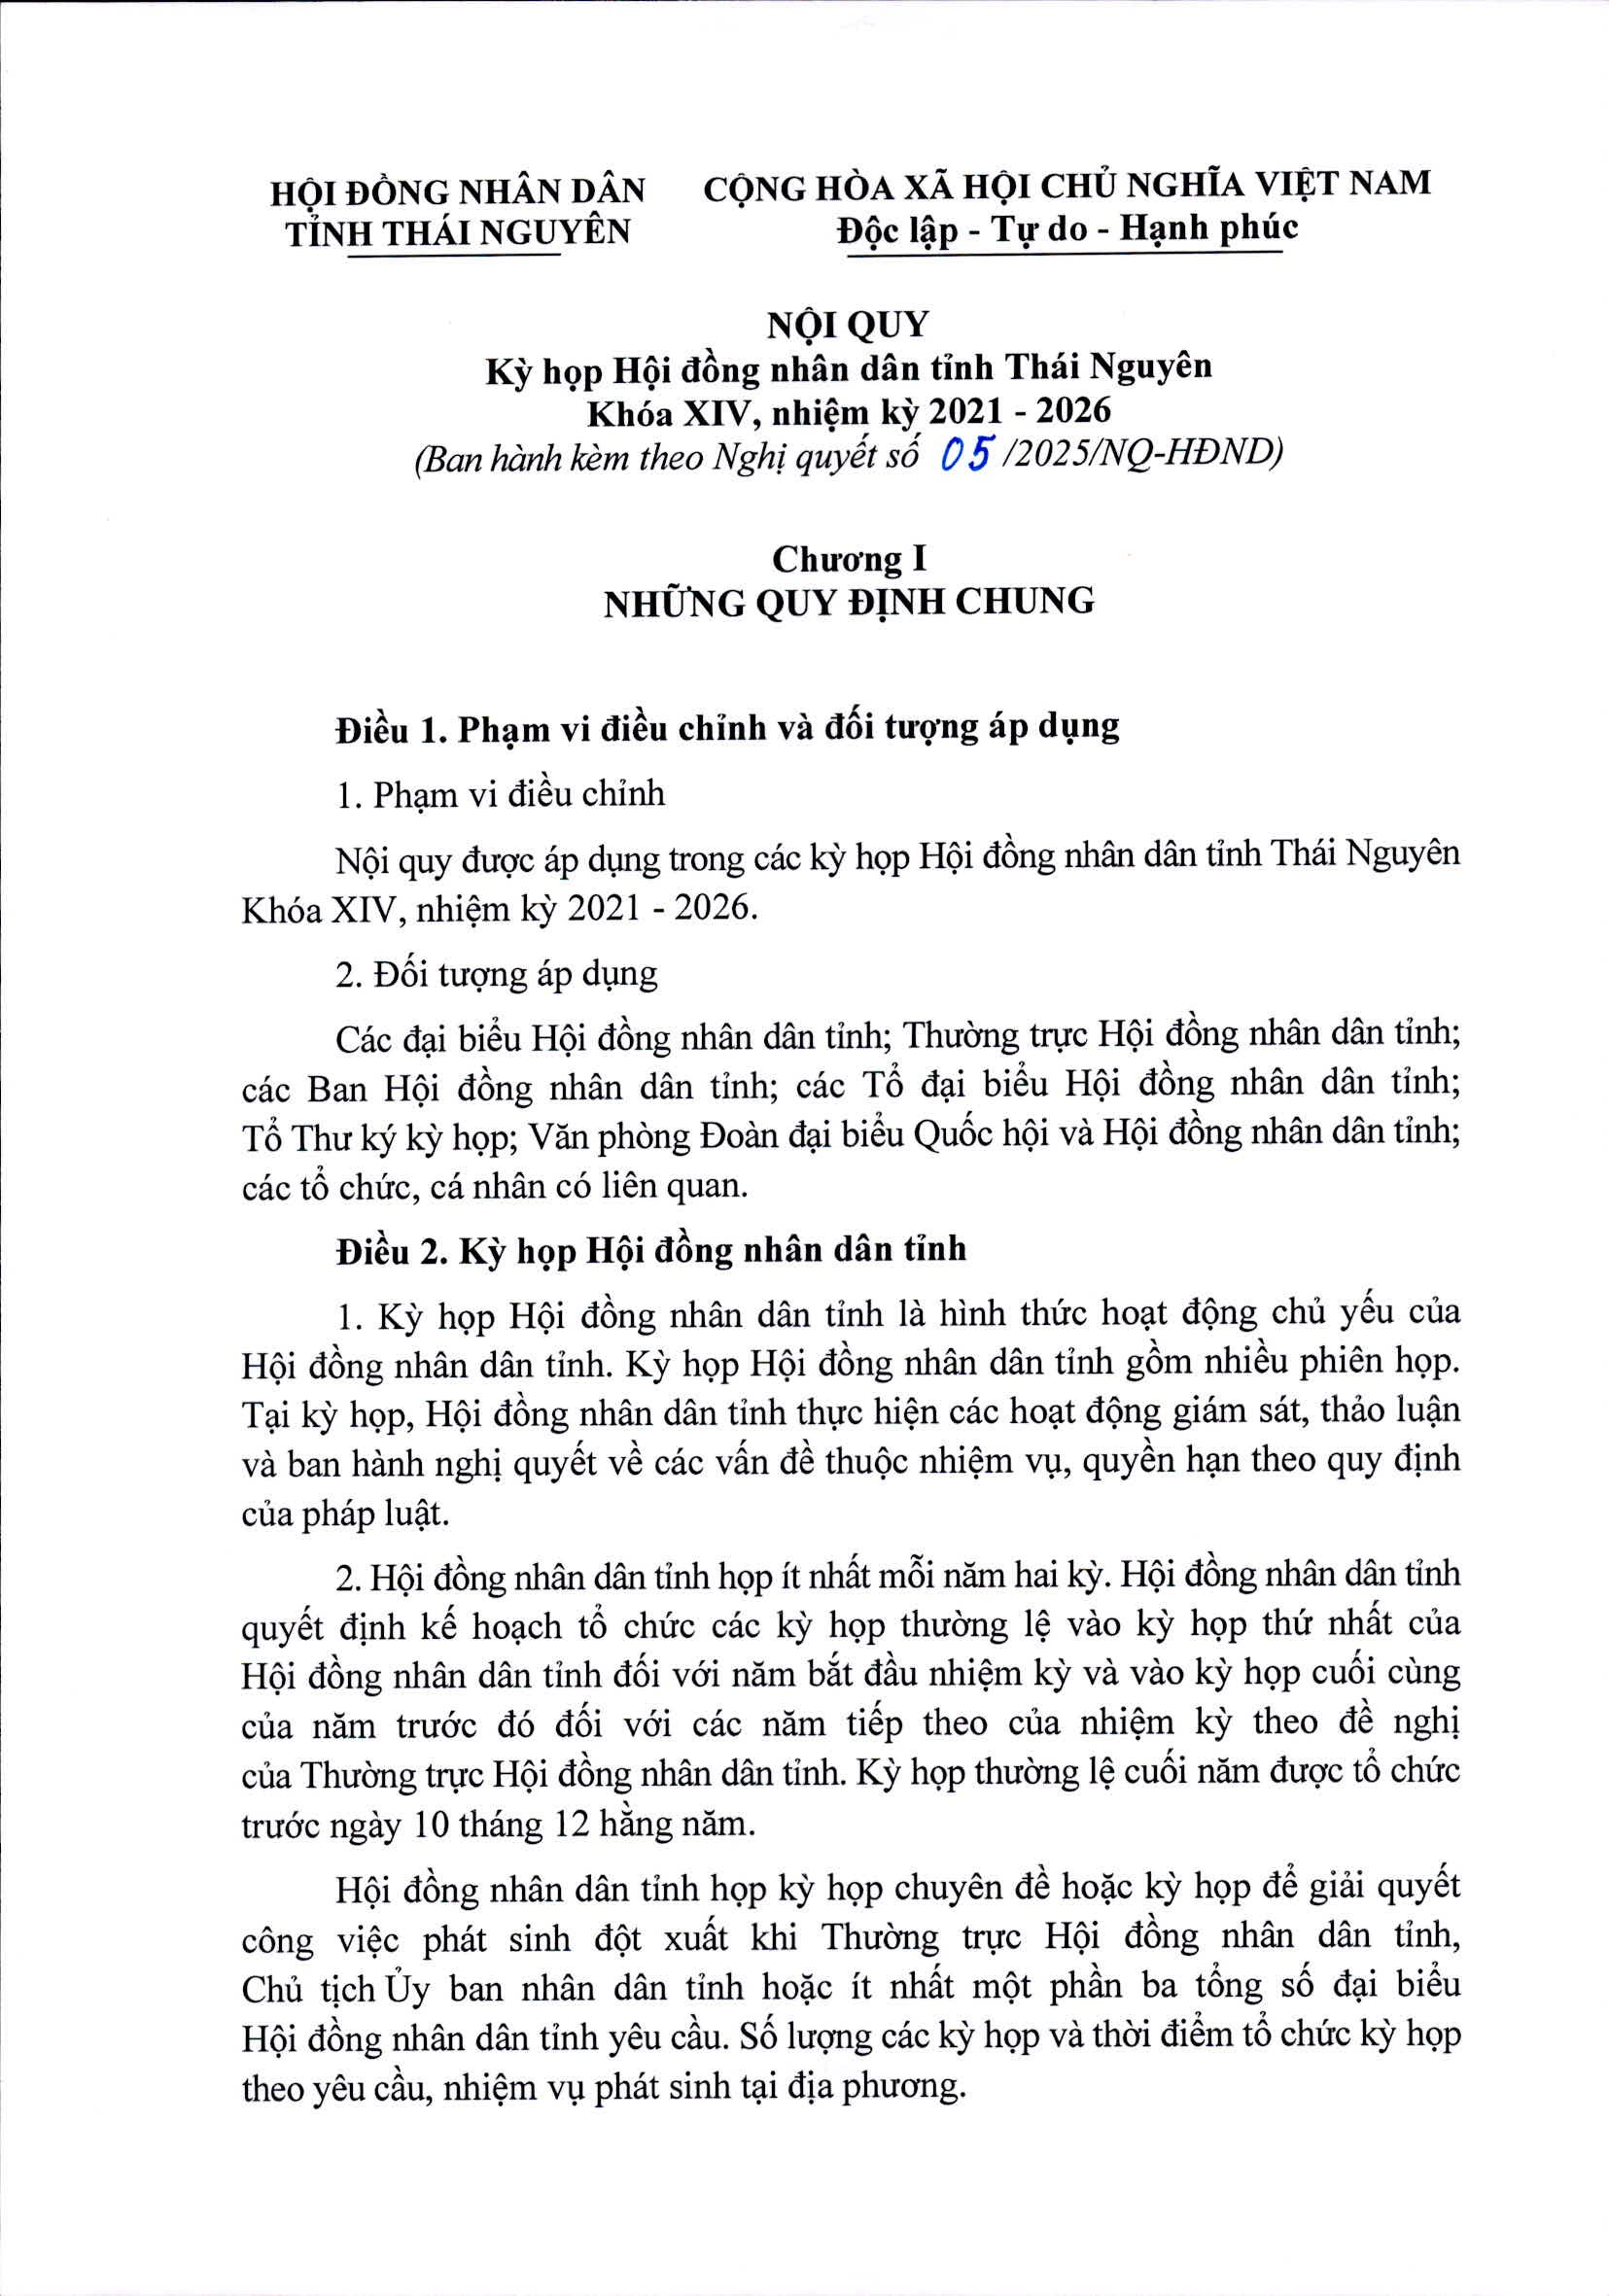 HỘI ĐỒNG NHÂN DÂN
TỈNH THÁI NGUYÊN
CỘNG HÒA XÃ HỘI CHỦ NGHĨA VIỆT NAM
Độc lập - Tự do - Hạnh phúc
NỘI QUY
Kỳ họp Hội đồng nhân dân tỉnh Thái Nguyên
Khóa XIV, nhiệm kỳ 2021 - 2026
(Ban hành kèm theo Nghị quyết số 05 /2025/NQ-HĐND)
Chương I
NHỮNG QUY ĐỊNH CHUNG
Điều 1. Phạm vi điều chỉnh và đối tượng áp dụng
1. Phạm vi điều chỉnh
Nội quy được áp dụng trong các kỳ họp Hội đồng nhân dân tỉnh Thái Nguyên
Khóa XIV, nhiệm kỳ 2021 - 2026.
2. Đối tượng áp dụng
Các đại biểu Hội đồng nhân dân tỉnh; Thường trực Hội đồng nhân dân tỉnh;
các Ban Hội đồng nhân dân tỉnh; các Tổ đại biểu Hội đồng nhân dân tỉnh;
Tổ Thư ký kỳ họp; Văn phòng Đoàn đại biểu Quốc hội và Hội đồng nhân dân tỉnh;
các tổ chức, cá nhân có liên quan.
Điều 2. Kỳ họp Hội đồng nhân dân tỉnh
1. Kỳ họp Hội đồng nhân dân tỉnh là hình thức hoạt động chủ yếu của
Hội đồng nhân dân tỉnh. Kỳ họp Hội đồng nhân dân tỉnh gồm nhiều phiên họp.
Tại kỳ họp, Hội đồng nhân dân tỉnh thực hiện các hoạt động giám sát, thảo luận
và ban hành nghị quyết về các vấn đề thuộc nhiệm vụ, quyền hạn theo quy định
của pháp luật.
2. Hội đồng nhân dân tỉnh họp ít nhất mỗi năm hai kỳ. Hội đồng nhân dân tỉnh
quyết định kế hoạch tổ chức các kỳ họp thường lệ vào kỳ họp thứ nhất của
Hội đồng nhân dân tỉnh đối với năm bắt đầu nhiệm kỳ và vào kỳ họp cuối cùng
của năm trước đó đối với các năm tiếp theo của nhiệm kỳ theo đề nghị
của Thường trực Hội đồng nhân dân tỉnh. Kỳ họp thường lệ cuối năm được tổ chức
trước ngày 10 tháng 12 hằng năm.
Hội đồng nhân dân tỉnh họp kỳ họp chuyên đề hoặc kỳ họp để giải quyết
công việc phát sinh đột xuất khi Thường trực Hội đồng nhân dân tỉnh,
Chủ tịch Ủy ban nhân dân tỉnh hoặc ít nhất một phần ba tổng số đại biểu
Hội đồng nhân dân tỉnh yêu cầu. Số lượng các kỳ họp và thời điểm tổ chức kỳ họp
theo yêu cầu, nhiệm vụ phát sinh tại địa phương.